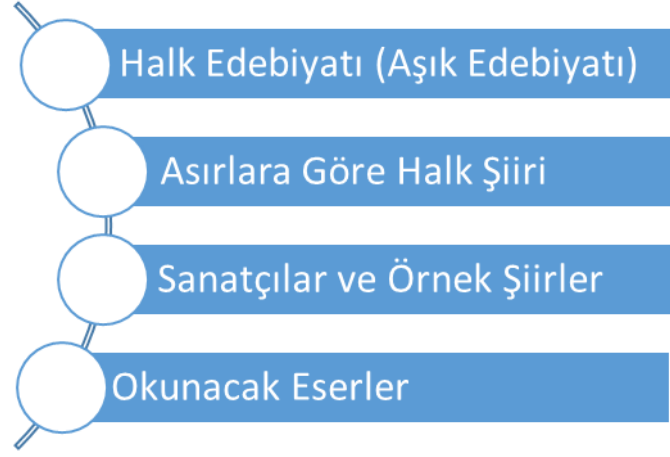 Halk Edebiyatı (Aşık Edebiyatı)
Asırlara Göre Halk Şiiri
Sanatçılar ve Örnek Şiirler
Okunacak Eserler